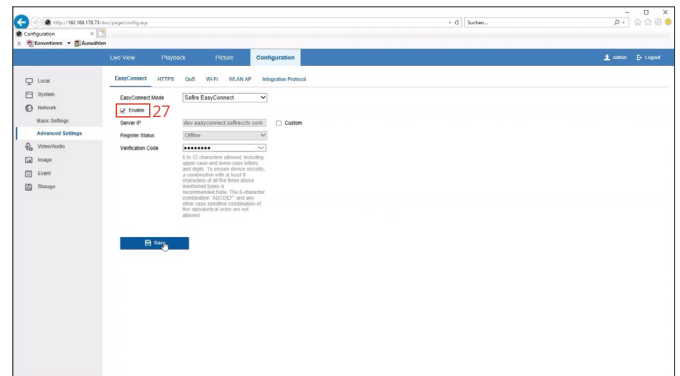 http://192.168.178.73/doc/page/config.asp
Suchen...
Configuration
Konvertieren
Auswählen
Live View Playback Picture Configuration admin Logout
Local
System
Network
Basic Settings
Advanced Settings
Video/Audio
Image
Event
Storage
EasyConnect HTTPS QoS Wi-Fi WLAN AP Integration Protocol
EasyConnect Mode Safire EasyConnect
Enable 27
Server IP dev.easyconnect.safirecctv.com Custom
Register Status Offline
Verification Code ●●●●●●●●
6 to 12 characters allowed, including
upper-case and lower-case letters,
and digits. To ensure device security,
a combination with at least 8
characters of all the three above
mentioned types is
recommended.Note: The 6-character
combination "ABCDEF" and any
other case sensitive combination of
this alphabetical order are not
allowed.
Save